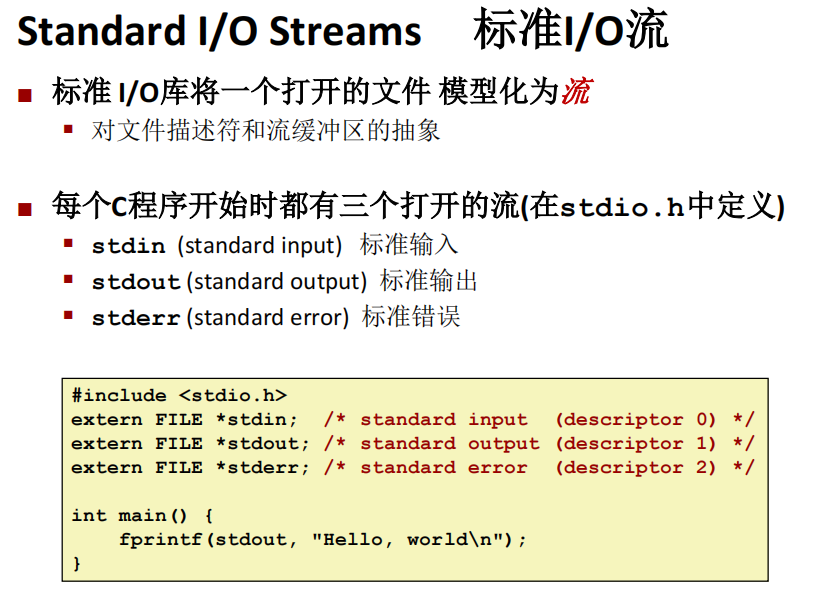 Standard I/O Streams 标准I/O流
标准 I/O库将一个打开的文件 模型化为流
对文件描述符和流缓冲区的抽象
每个C程序开始时都有三个打开的流(在stdio.h中定义)
stdin (standard input) 标准输入
stdout (standard output) 标准输出
stderr (standard error) 标准错误
#include <stdio.h>
extern FILE *stdin;  /* standard input  (descriptor 0) */
extern FILE *stdout; /* standard output (descriptor 1) */
extern FILE *stderr; /* standard error  (descriptor 2) */
int main() {
    fprintf(stdout, "Hello, world\n");
}